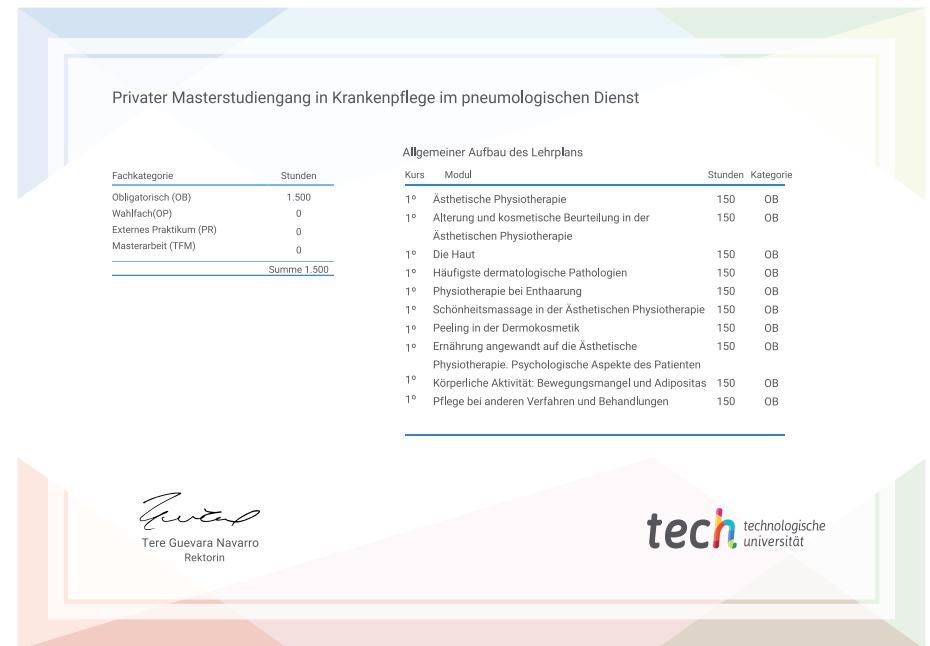 Privater Masterstudiengang in Krankenpflege im pneumologischen Dienst
Fachkategorie Stunden
Obligatorisch (OB) 1.500
Wahlfach(OP) 0
Externes Praktikum (PR) 0
Masterarbeit (TFM) 0
Summe 1.500
Allgemeiner Aufbau des Lehrplans
Kurs Modul Stunden Kategorie
1º Ästhetische Physiotherapie 150 OB
1º Alterung und kosmetische Beurteilung in der 150 OB
Ästhetischen Physiotherapie
1º Die Haut 150 OB
1º Häufigste dermatologische Pathologien 150 OB
1º Physiotherapie bei Enthaarung 150 OB
1º Schönheitsmassage in der Ästhetischen Physiotherapie 150 OB
1º Peeling in der Dermokosmetik 150 OB
1º Ernährung angewandt auf die Ästhetische 150 OB
Physiotherapie. Psychologische Aspekte des Patienten
1º Körperliche Aktivität: Bewegungsmangel und Adipositas 150 OB
1º Pflege bei anderen Verfahren und Behandlungen 150 OB
Tere Guevara Navarro
Rektorin
tech technologische
universität